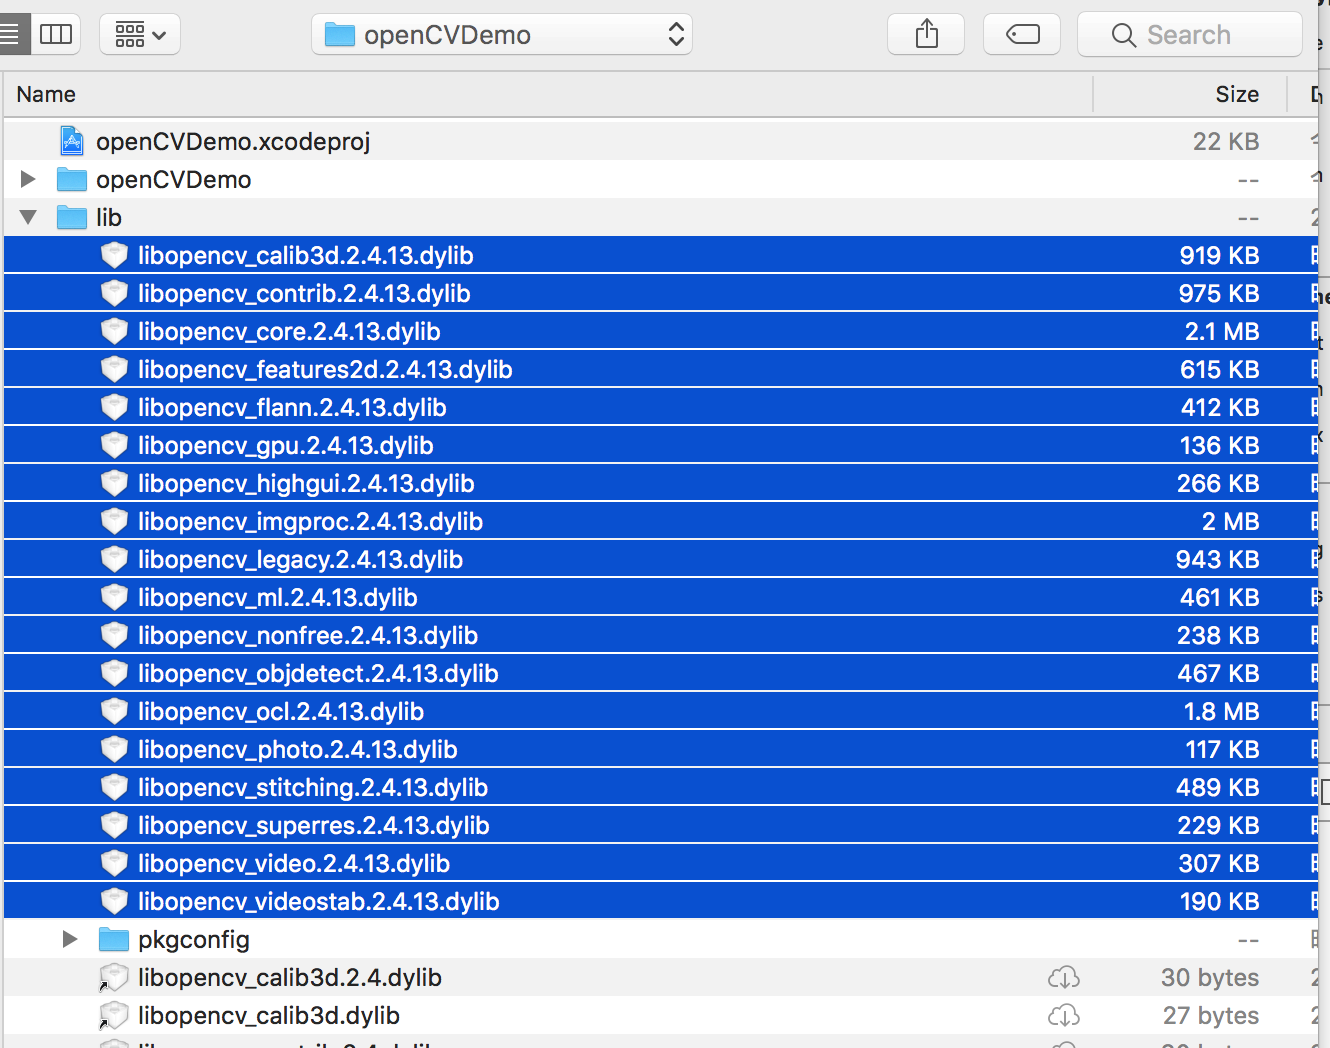 openCVDemo
Search
Name Size
openCVDemo.xcodeproj 22 KB
openCVDemo --
lib --
libopencv_calib3d.2.4.13.dylib 919 KB
libopencv_contrib.2.4.13.dylib 975 KB
libopencv_core.2.4.13.dylib 2.1 MB
libopencv_features2d.2.4.13.dylib 615 KB
libopencv_flann.2.4.13.dylib 412 KB
libopencv_gpu.2.4.13.dylib 136 KB
libopencv_highgui.2.4.13.dylib 266 KB
libopencv_imgproc.2.4.13.dylib 2 MB
libopencv_legacy.2.4.13.dylib 943 KB
libopencv_ml.2.4.13.dylib 461 KB
libopencv_nonfree.2.4.13.dylib 238 KB
libopencv_objdetect.2.4.13.dylib 467 KB
libopencv_ocl.2.4.13.dylib 1.8 MB
libopencv_photo.2.4.13.dylib 117 KB
libopencv_stitching.2.4.13.dylib 489 KB
libopencv_superres.2.4.13.dylib 229 KB
libopencv_video.2.4.13.dylib 307 KB
libopencv_videostab.2.4.13.dylib 190 KB
pkgconfig --
libopencv_calib3d.2.4.dylib 30 bytes
libopencv_calib3d.dylib 27 bytes